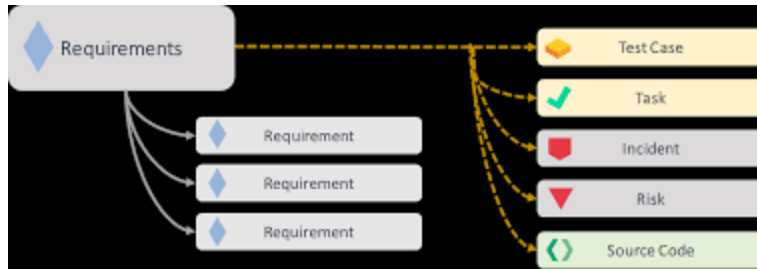 Requirements
Requirement
Requirement
Requirement
Test Case
Task
Incident
Risk
Source Code